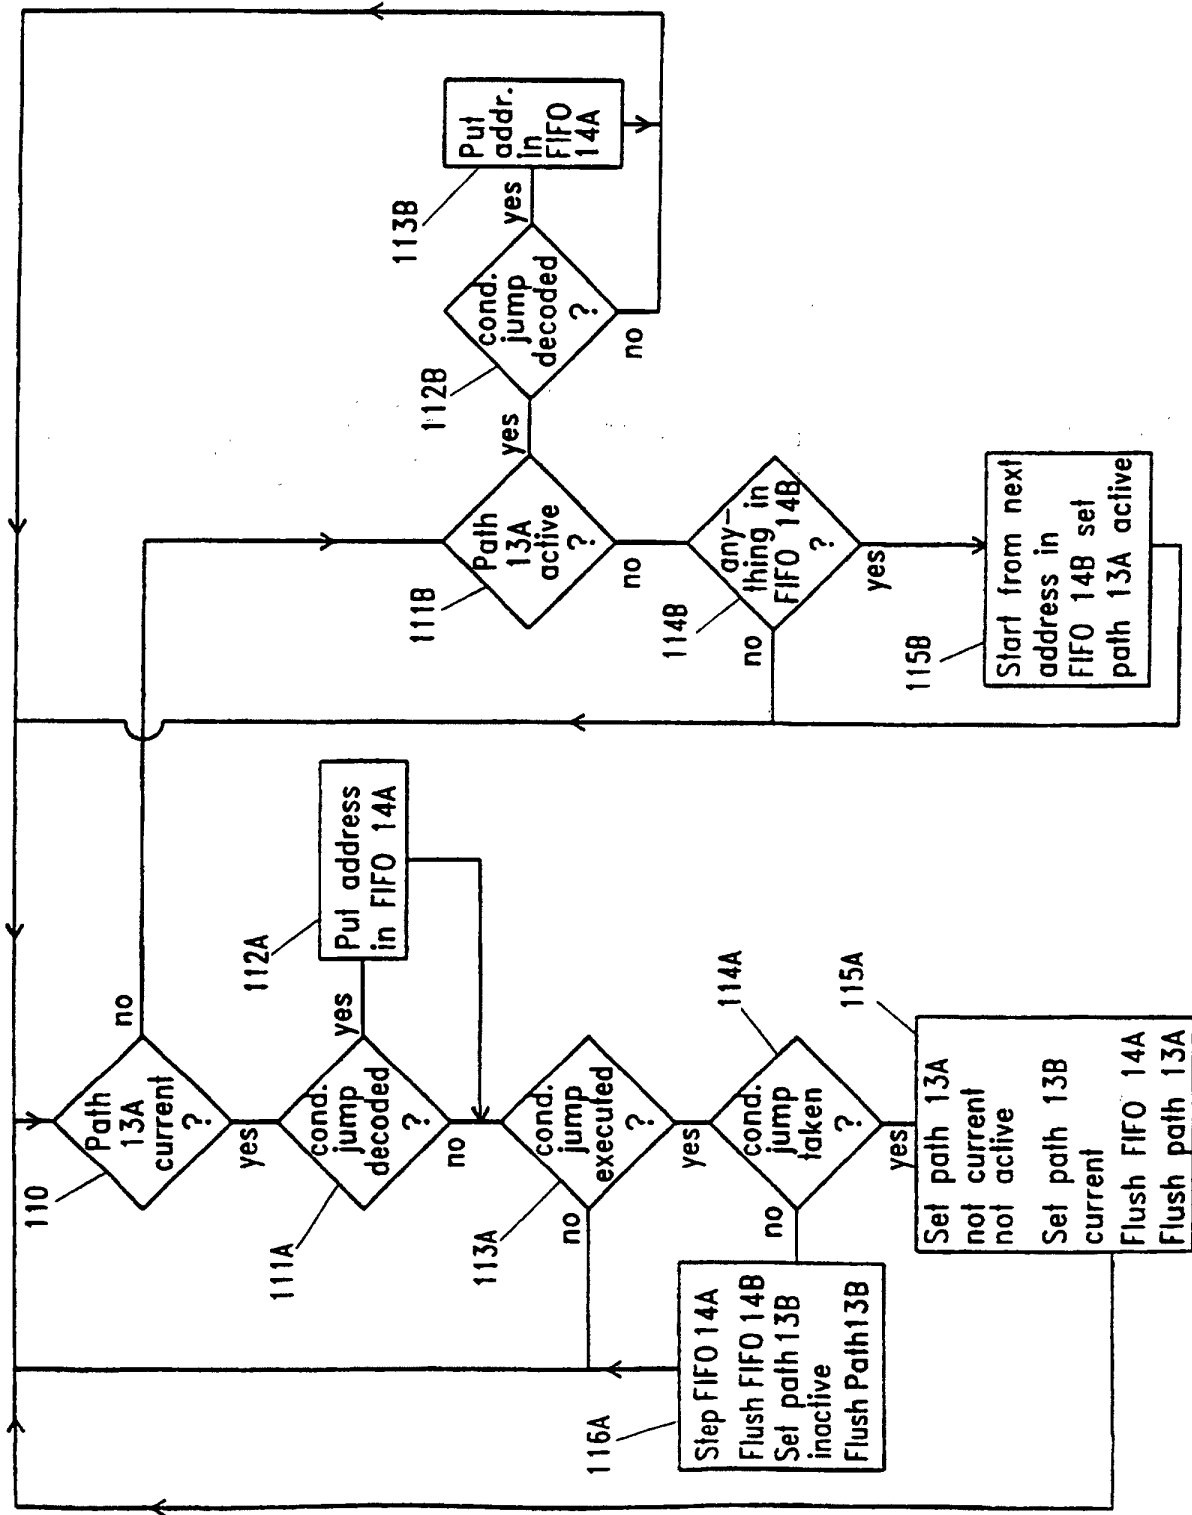 110
Path
13A
current
?
no
yes
111A
cond.
jump
decoded
?
yes
no
112A
Put address
in FIFO 14A
113A
cond.
jump
executed
?
no
yes
114A
cond.
jump
taken
?
no
yes
115A
Set path 13A
not current
not active
Set path 13B
current
Flush FIFO 14A
Flush path 13A
116A
Step FIFO 14A
Flush FIFO 14B
Set path 13B
inactive
Flush Path 13B
111B
Path
13A
active
?
yes
no
112B
cond.
jump
decoded
?
yes
no
113B
Put
addr.
in
FIFO
14A
114B
any-
thing in
FIFO 14B
?
no
yes
115B
Start from next
address in
FIFO 14B set
path 13A active